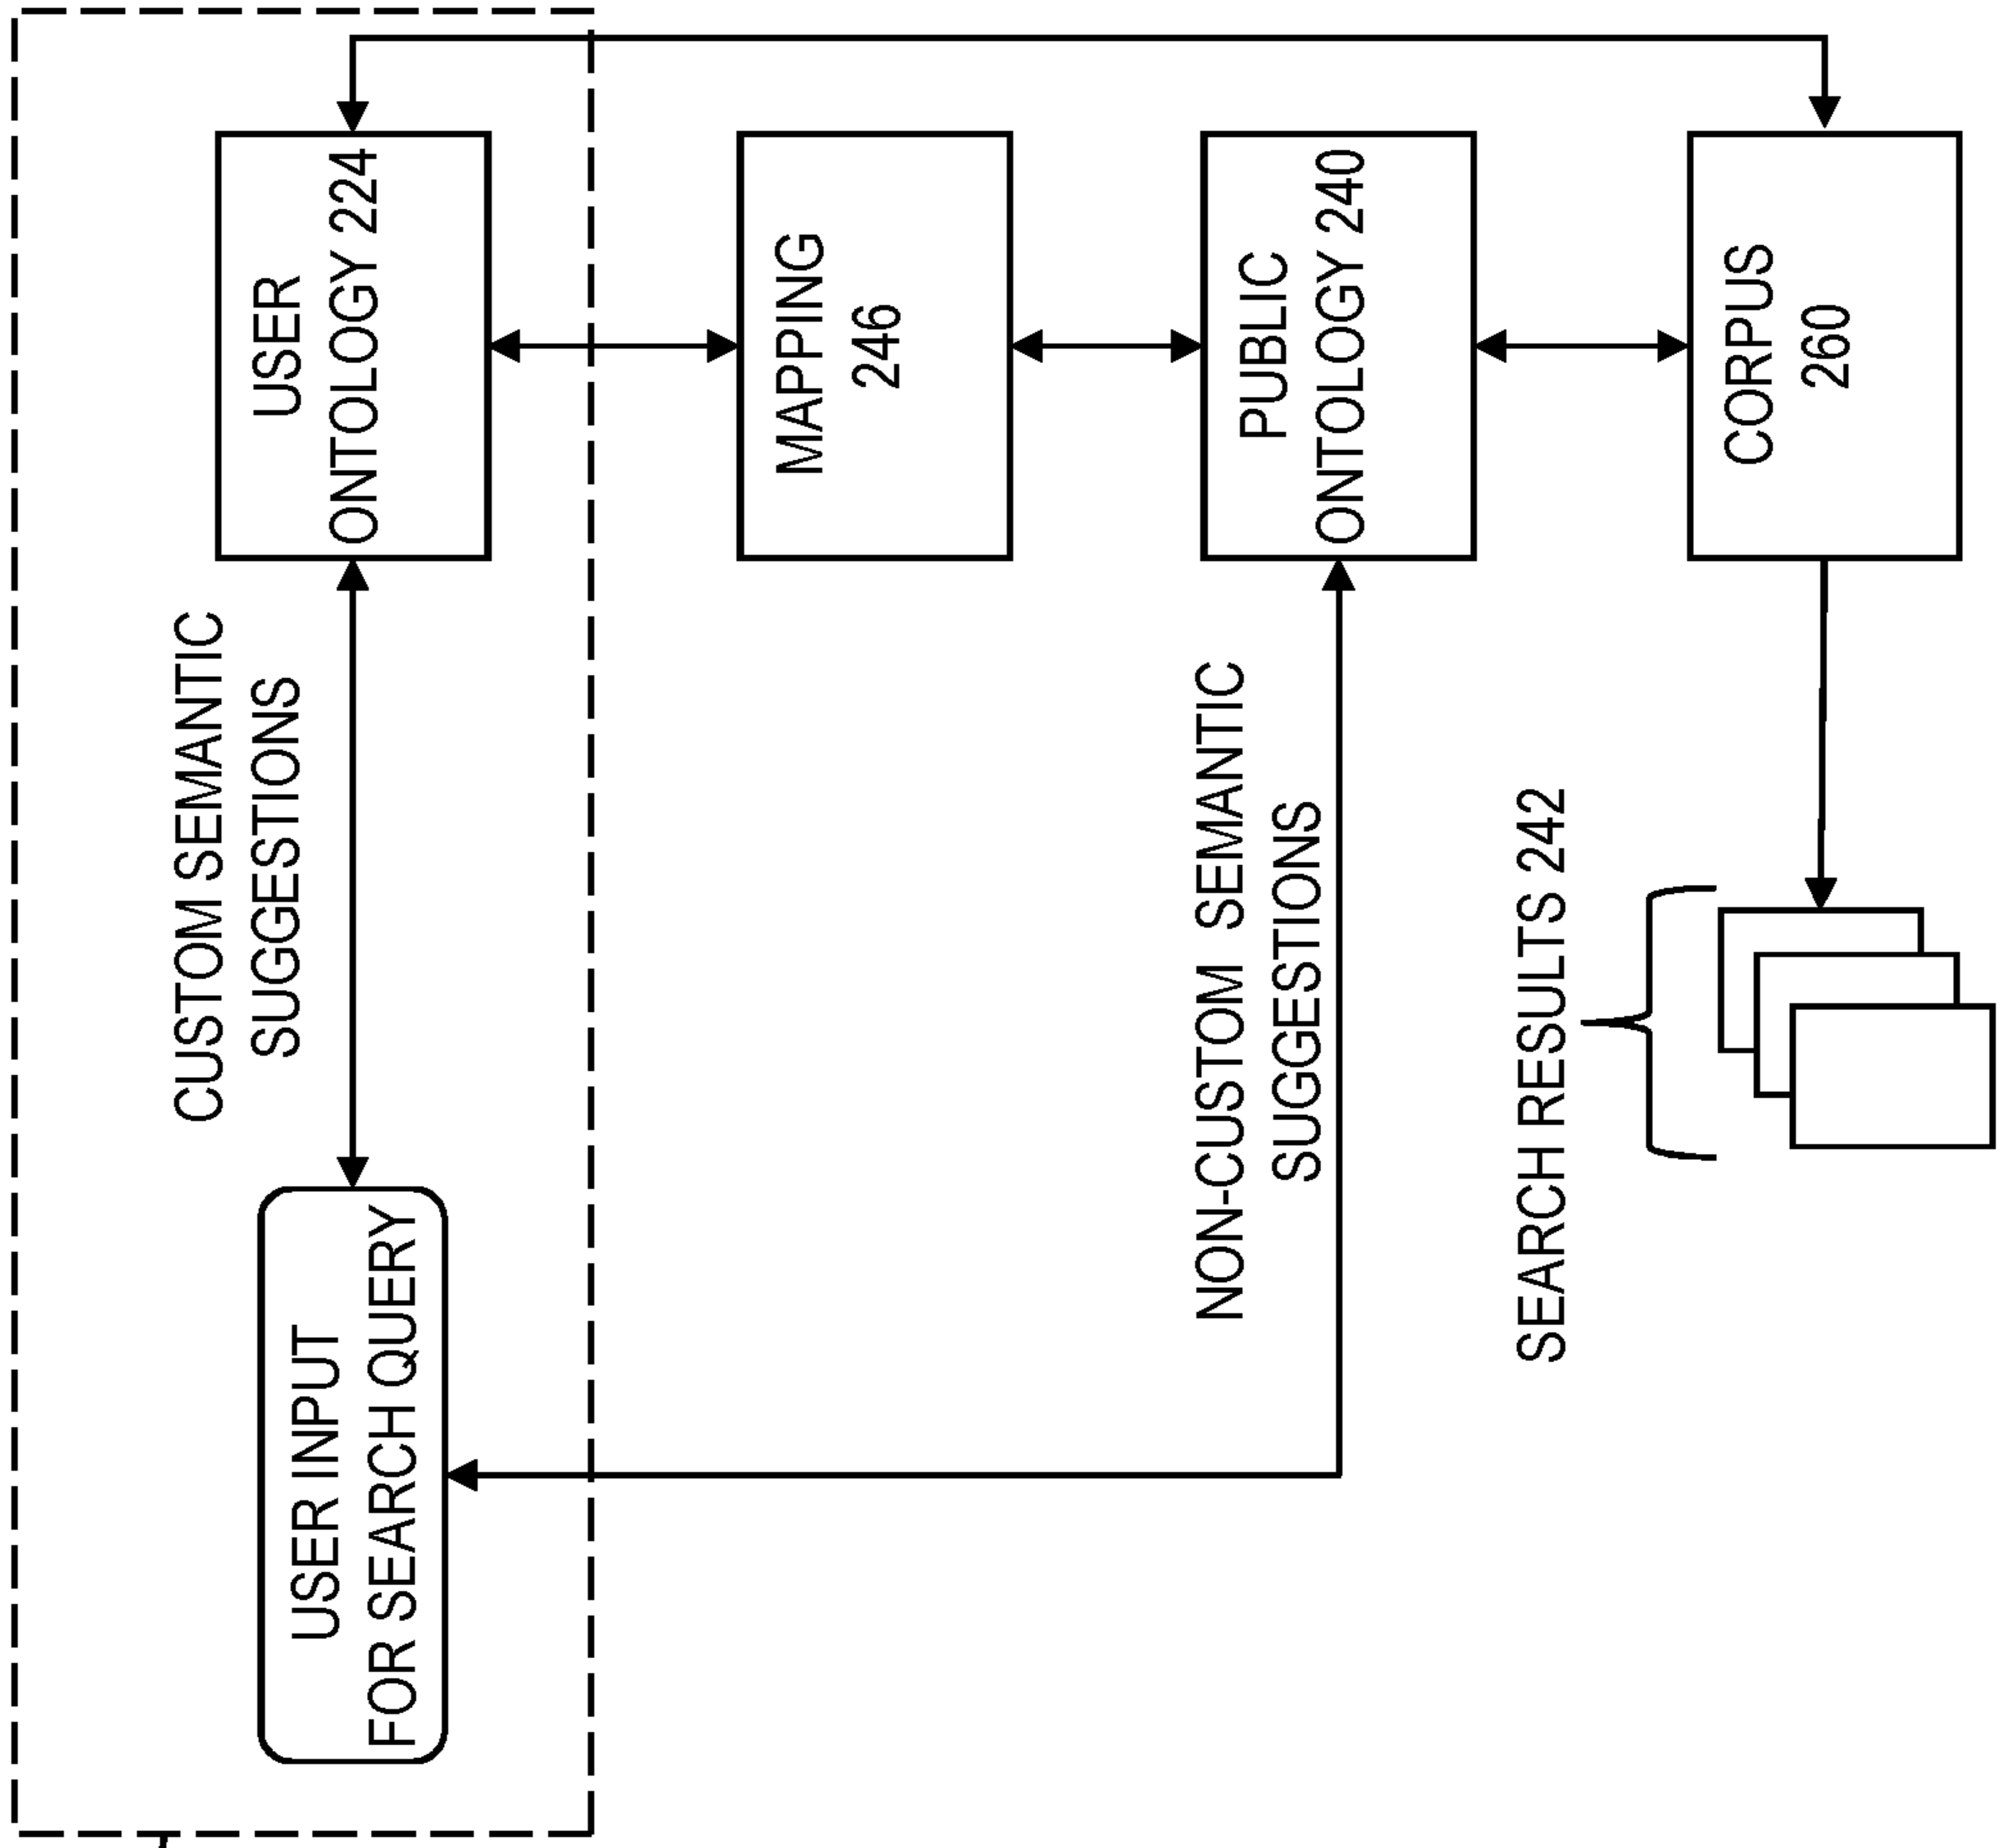 USER INPUT
FOR SEARCH QUERY
CUSTOM SEMANTIC
SUGGESTIONS
USER
ONTOLOGY 224
MAPPING
246
NON-CUSTOM SEMANTIC
SUGGESTIONS
PUBLIC
ONTOLOGY 240
SEARCH RESULTS 242
CORPUS
260